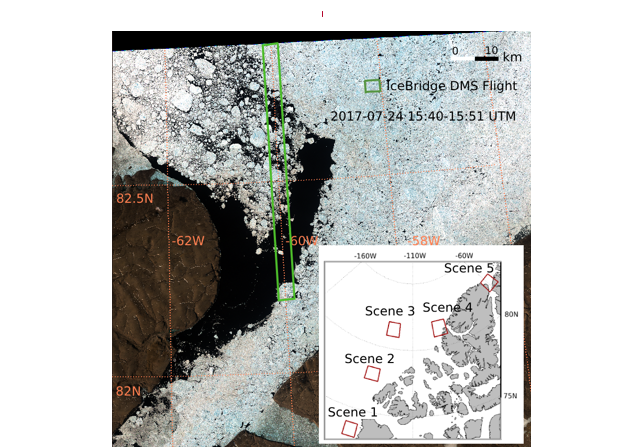 0 10 km
IceBridge DMS Flight
2017-07-24 15:40-15:51 UTM
82.5N
-62W -60W -58W
-160W -110W -60W
Scene 5
Scene 3 Scene 4
80N
Scene 2
82N
75N
Scene 1